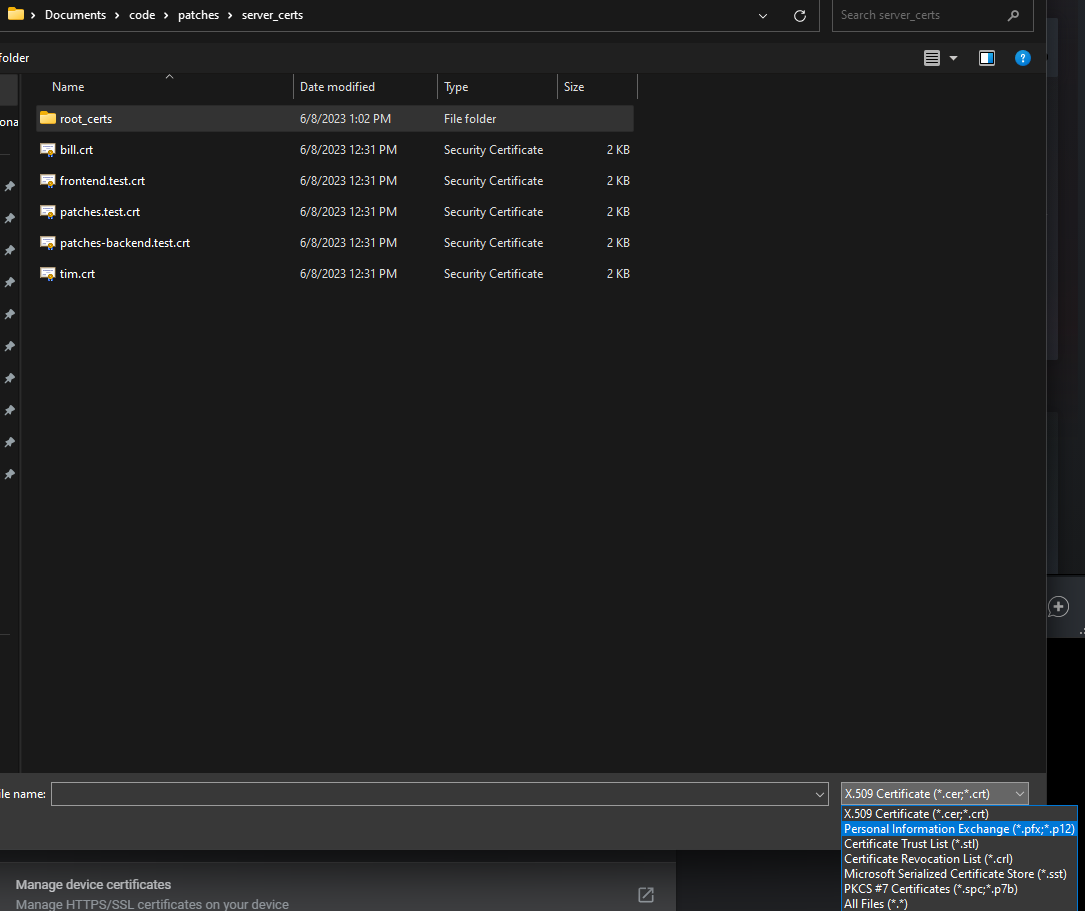 Documents > code > patches > server_certs
Search server_certs
folder
Name Date modified Type Size
ona
root_certs 6/8/2023 1:02 PM File folder
bill.crt 6/8/2023 12:31 PM Security Certificate 2 KB
frontend.test.crt 6/8/2023 12:31 PM Security Certificate 2 KB
patches.test.crt 6/8/2023 12:31 PM Security Certificate 2 KB
patches-backend.test.crt 6/8/2023 12:31 PM Security Certificate 2 KB
tim.crt 6/8/2023 12:31 PM Security Certificate 2 KB
ile name:
X.509 Certificate (*.cer;*.crt)
X.509 Certificate (*.cer;*.crt)
Personal Information Exchange (*.pfx;*.p12)
Certificate Trust List (*.stl)
Certificate Revocation List (*.crl)
Microsoft Serialized Certificate Store (*.sst)
PKCS #7 Certificates (*.spc;*.p7b)
All Files (*.*)
Manage device certificates
Manage HTTPS/SSL certificates on your device